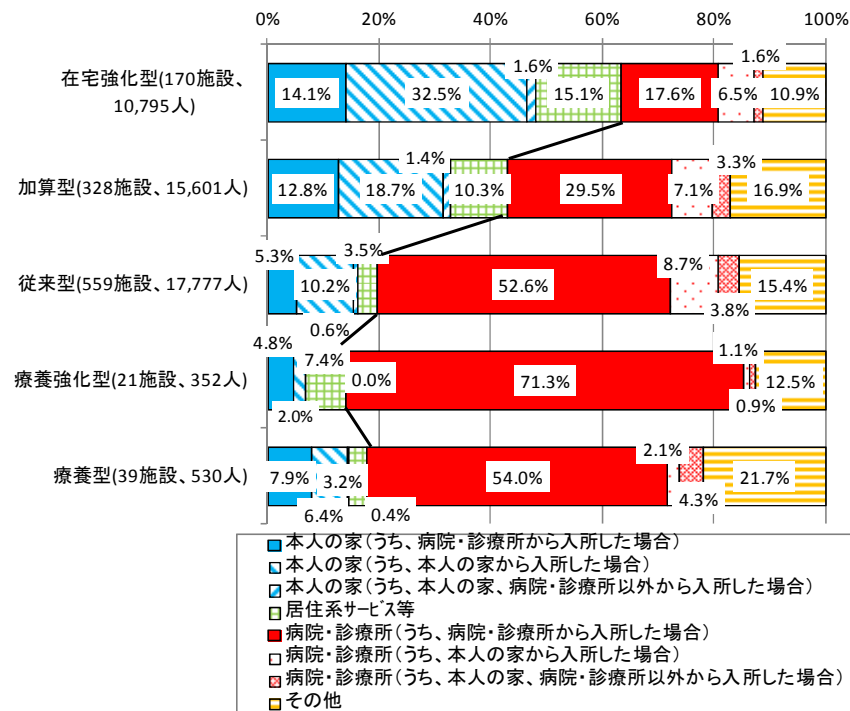 0% 20% 40% 60% 80% 100%
在宅強化型(170施設、
10,795人)
14.1% 32.5% 1.6% 15.1% 17.6% 6.5% 1.6% 10.9%
加算型(328施設、15,601人)
12.8% 18.7% 1.4% 10.3% 29.5% 7.1% 3.3% 16.9%
従来型(559施設、17,777人)
5.3% 10.2% 0.6% 3.5% 52.6% 8.7% 3.8% 15.4%
療養強化型(21施設、352人)
4.8% 2.0% 0.0% 7.4% 71.3% 0.9% 1.1% 12.5%
療養型(39施設、530人)
7.9% 6.4% 0.4% 3.2% 54.0% 2.1% 4.3% 21.7%
本人の家(うち、病院・診療所から入所した場合)
本人の家(うち、本人の家から入所した場合)
本人の家(うち、本人の家、病院・診療所以外から入所した場合)
居住系サービス等
病院・診療所(うち、病院・診療所から入所した場合)
病院・診療所(うち、本人の家から入所した場合)
病院・診療所(うち、本人の家、病院・診療所以外から入所した場合)
その他